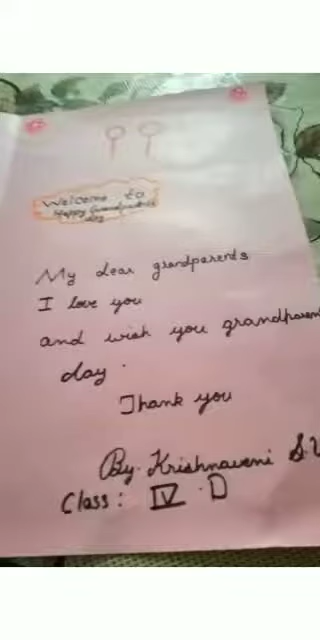 Welcome to
Happy Grandparents
day
My dear grandparents
I love you
and wish you grandparent
day.
Thank you
By. Krishnaveni S.V
Class: IV . D